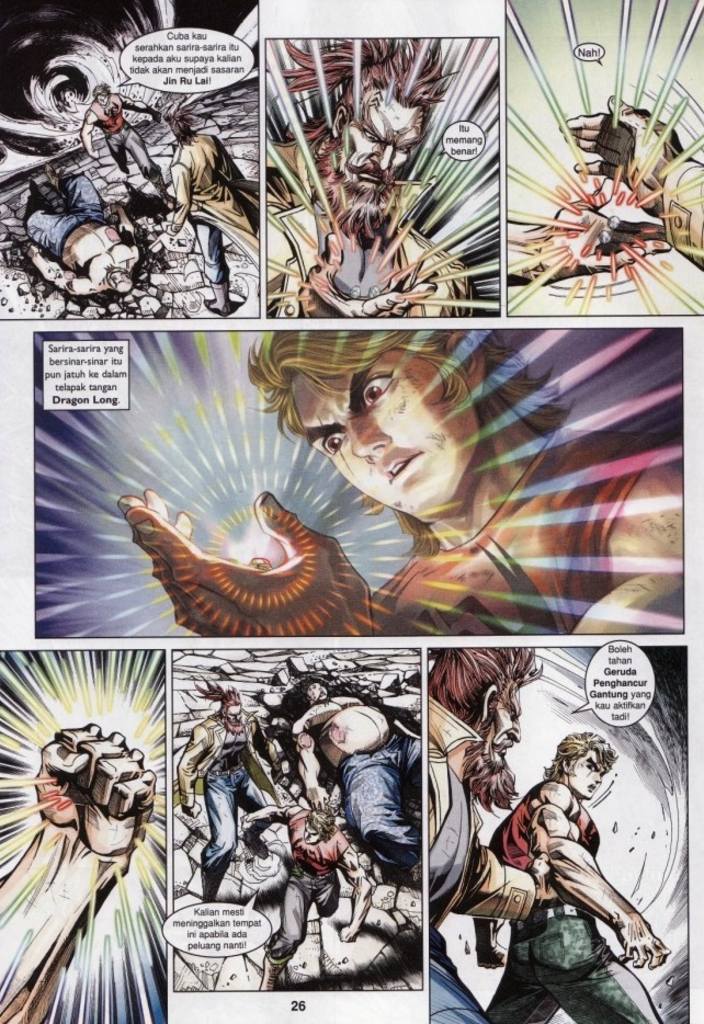 Cuba kau
serahkan sarira-sarira itu
kepada aku supaya kalian
tidak akan menjadi sasaran
Jin Ru Lai!
Itu
memang
benar!
Nah!
Sarira-sarira yang
bersinar-sinar itu
pun jatuh ke dalam
telapak tangan
Dragon Long.
Kalian mesti
meninggalkan tempat
ini apabila ada
peluang nanti!
Boleh
tahan
Geruda
Penghancur
Gantung yang
kau aktifkan
tadi!
26